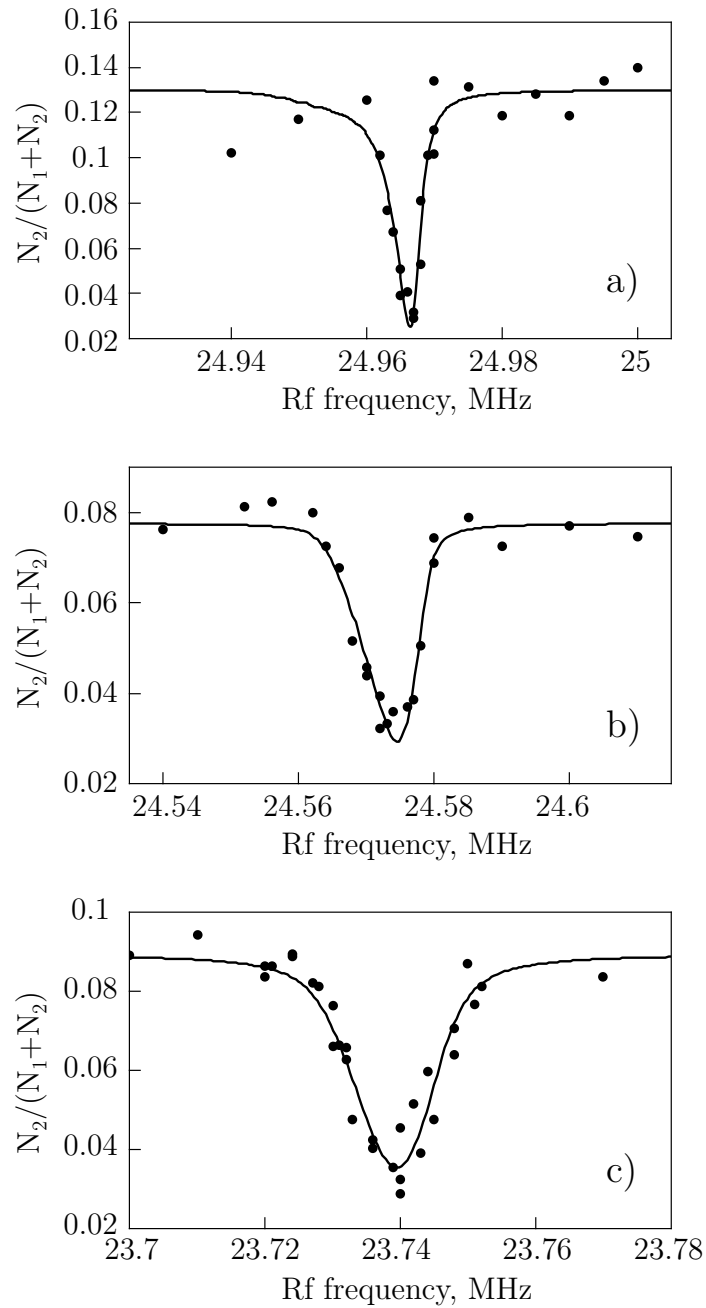 0.16
0.14
0.12
0.1
0.08
0.06
0.04
0.02
N₂/(N₁+N₂)
a)
24.94 24.96 24.98 25
Rf frequency, MHz
0.08
0.06
0.04
0.02
N₂/(N₁+N₂)
b)
24.54 24.56 24.58 24.6
Rf frequency, MHz
0.1
0.08
0.06
0.04
0.02
N₂/(N₁+N₂)
c)
23.7 23.72 23.74 23.76 23.78
Rf frequency, MHz